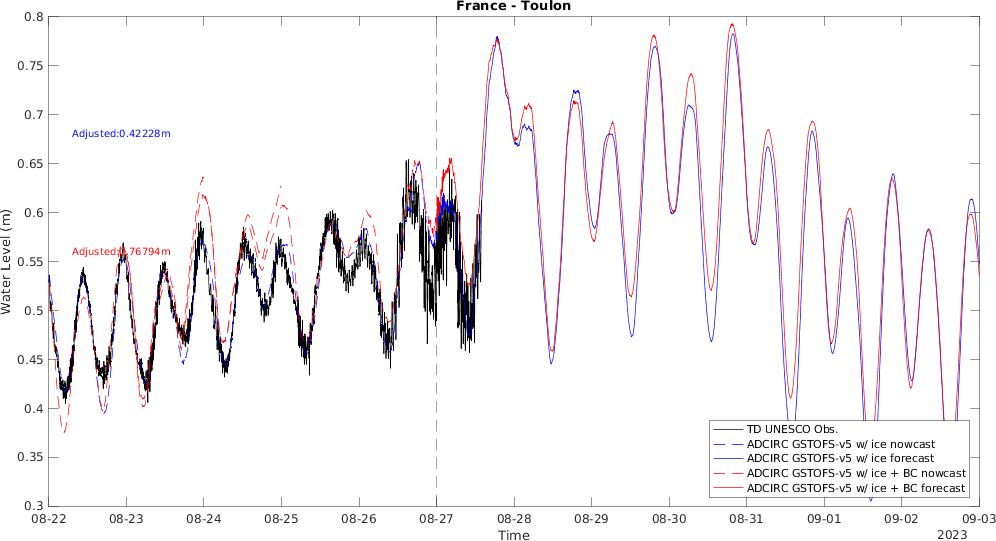 France - Toulon
0.8
0.75
0.7
0.65
0.6
0.55
0.5
0.45
0.4
0.35
0.3
Water Level (m)
Adjusted:0.42228m
Adjusted:0.76794m
TD UNESCO Obs.
ADCIRC GSTOFS-v5 w/ ice nowcast
ADCIRC GSTOFS-v5 w/ ice forecast
ADCIRC GSTOFS-v5 w/ ice + BC nowcast
ADCIRC GSTOFS-v5 w/ ice + BC forecast
08-22 08-23 08-24 08-25 08-26 08-27 08-28 08-29 08-30 08-31 09-01 09-02 09-03
Time
2023